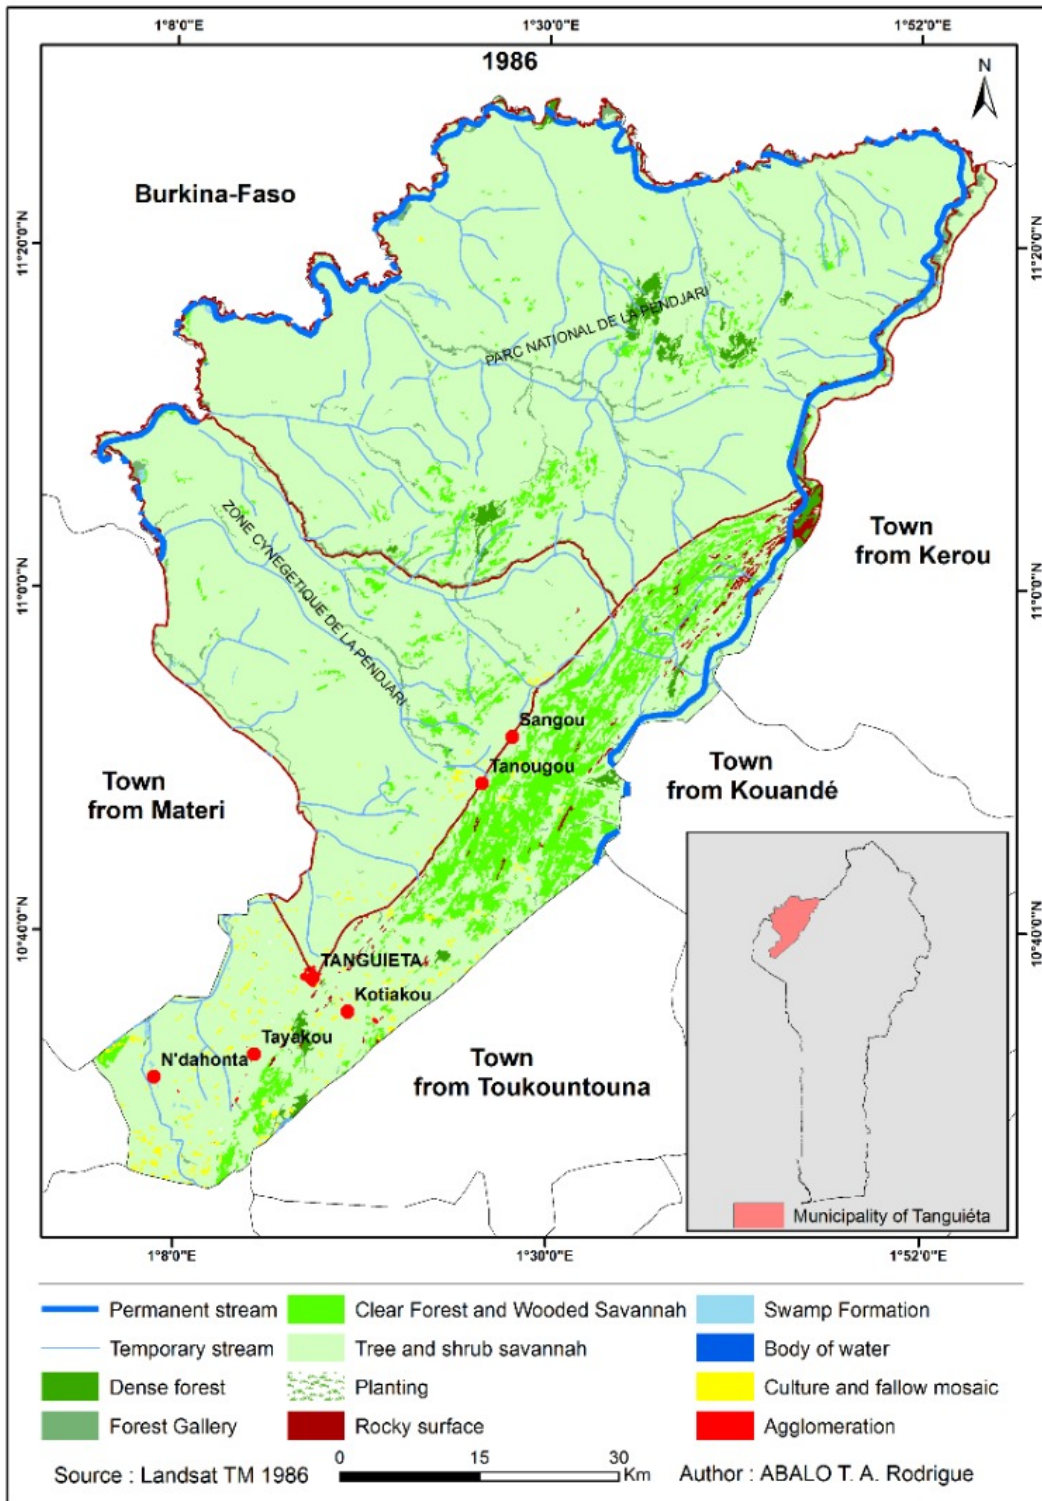 1°8'0"E
1°30'0"E
1°52'0"E
1986
N
Burkina-Faso
11°20'0"N
11°20'0"N
PARC NATIONAL DE LA PENDJARI
ZONE CYNEGETIQUE DE LA PENDJARI
Town
from Kerou
11°0'0"N
11°0'0"N
Sangou
Tanougou
Town
from Materi
Town
from Kouandé
10°40'0"N
10°40'0"N
TANGUIETA
Kotiakou
Tayakou
N'dahonta
Town
from Toukountouna
Municipality of Tanguiéta
1°8'0"E
1°30'0"E
1°52'0"E
Permanent stream
Clear Forest and Wooded Savannah
Swamp Formation
Temporary stream
Tree and shrub savannah
Body of water
Dense forest
Planting
Culture and fallow mosaic
Forest Gallery
Rocky surface
Agglomeration
Source : Landsat TM 1986
0
15
30
Km
Author : ABALO T. A. Rodrigue